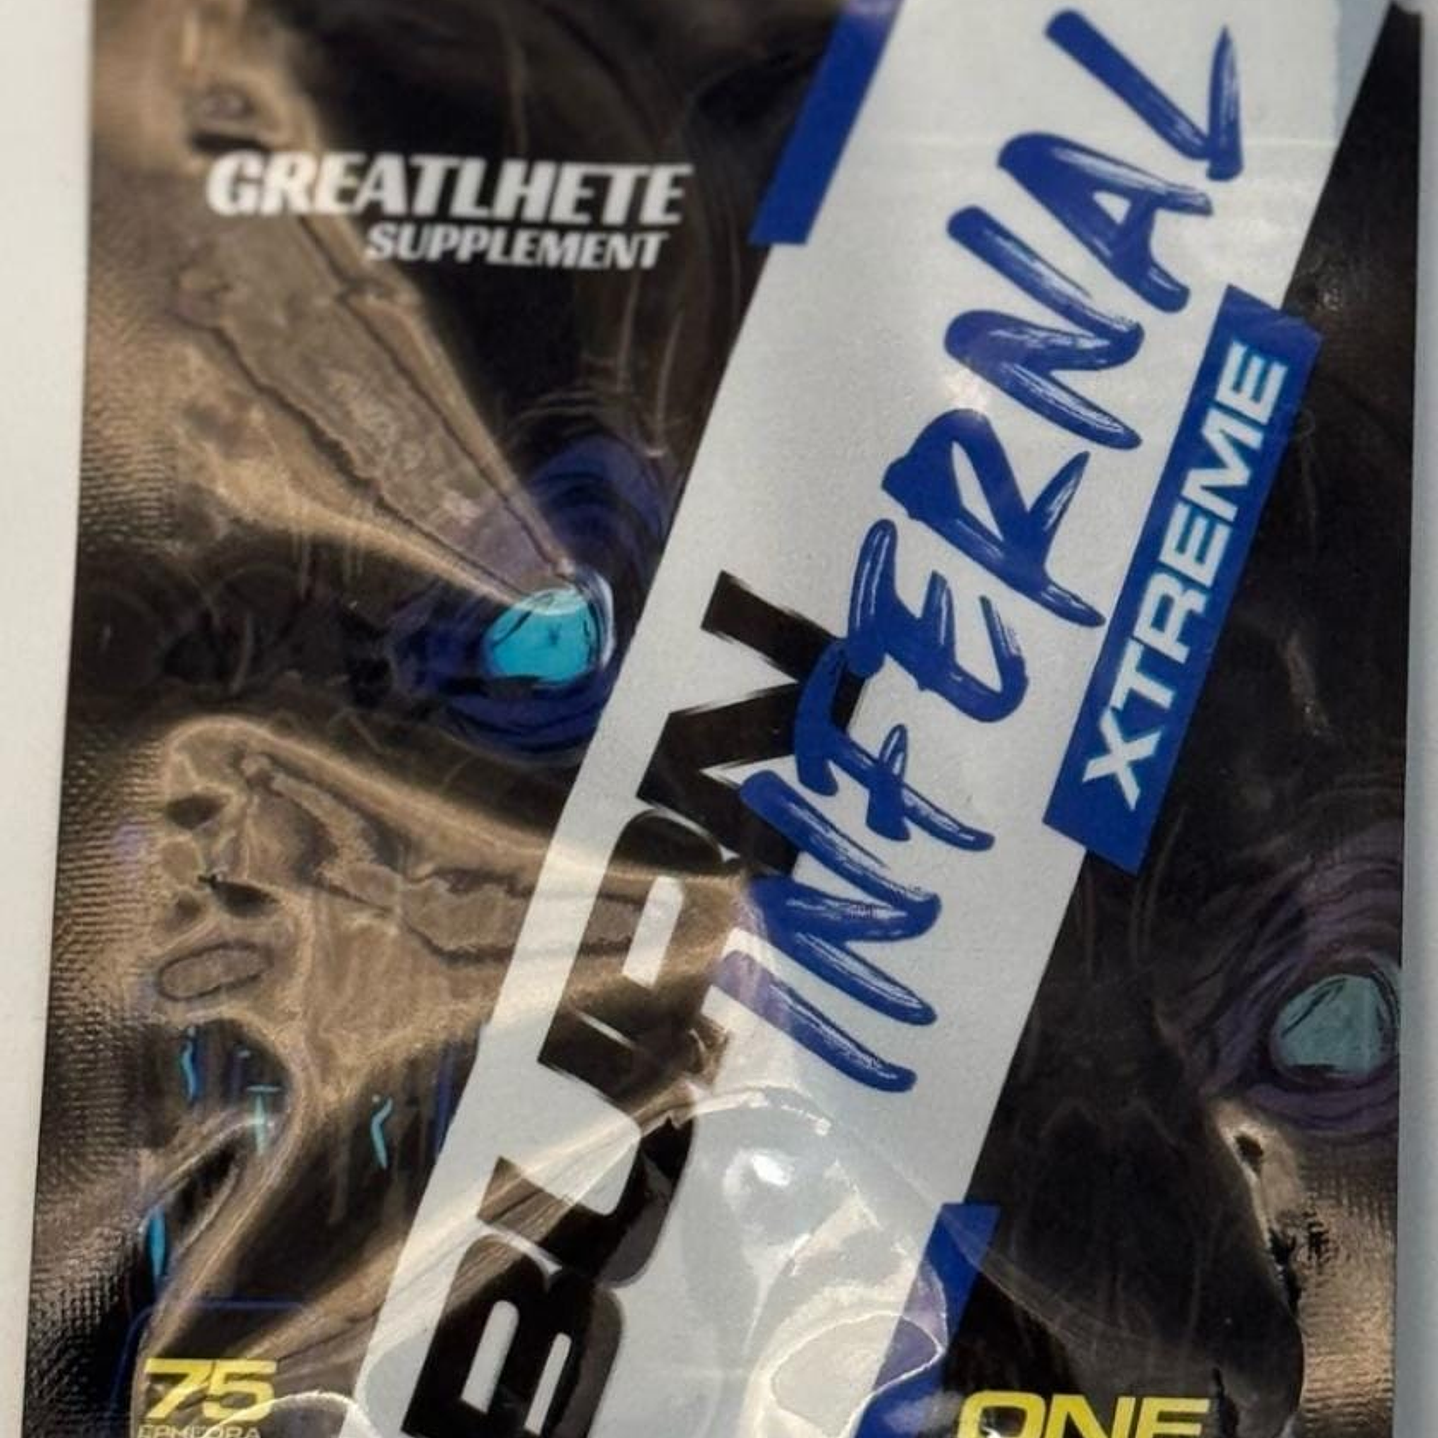 GREATLHETE
SUPPLEMENT
BURN
INFERNAL
XTREME
75
ONE